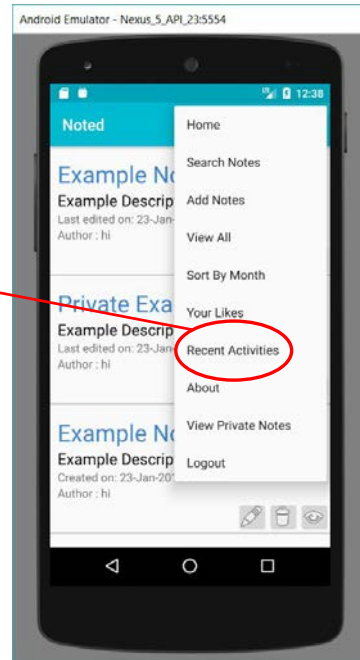 Android Emulator - Nexus_5_API_23:5554
12:38
Noted
Home
Search Notes
Add Notes
View All
Sort By Month
Your Likes
Recent Activities
About
View Private Notes
Logout
Example No
Example Descrip
Last edited on: 23-Jan-
Author : hi
Private Exa
Example Descrip
Last edited on: 23-Jan-
Author : hi
Example No
Example Descrip
Created on: 23-Jan-20
Author : hi